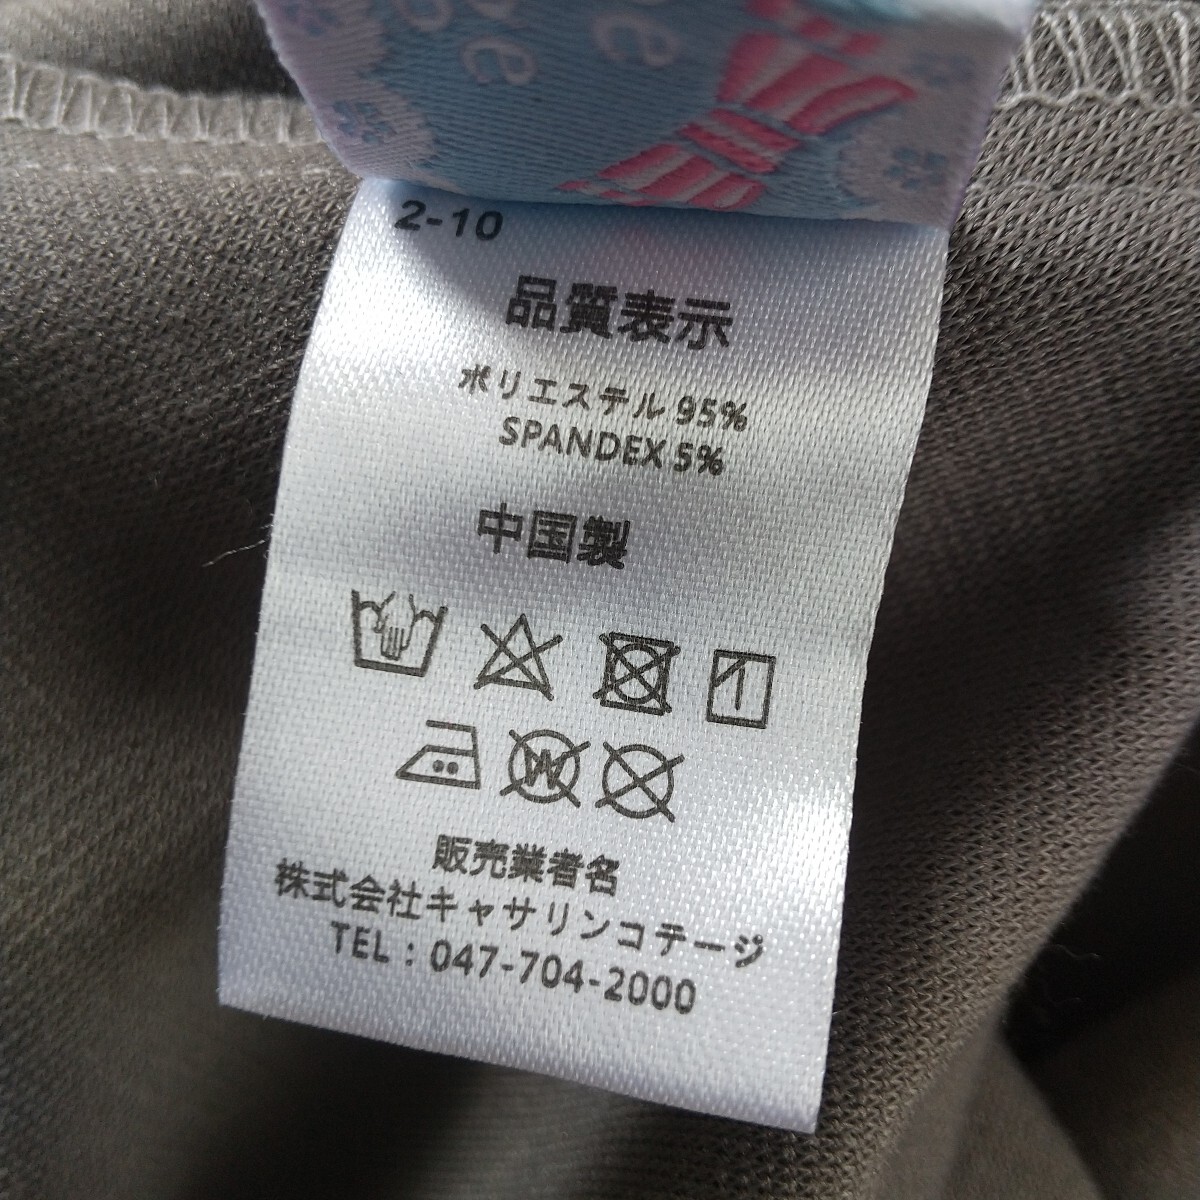 2-10
品質表示
ポリエステル 95%
SPANDEX 5%
中国製
W
販売業者名
株式会社キャサリンコテージ
TEL：047-704-2000